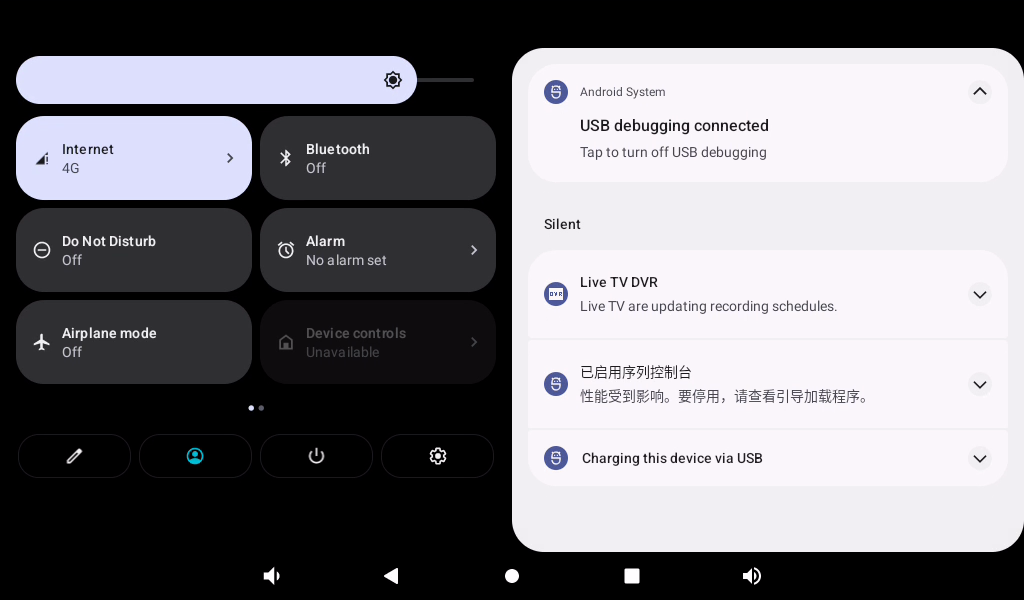 Internet
4G
Bluetooth
Off
Do Not Disturb
Off
Alarm
No alarm set
Airplane mode
Off
Device controls
Unavailable
Android System
USB debugging connected
Tap to turn off USB debugging
Silent
DVR
Live TV DVR
Live TV are updating recording schedules.
已启用序列控制台
性能受到影响。要停用，请查看引导加载程序。
Charging this device via USB